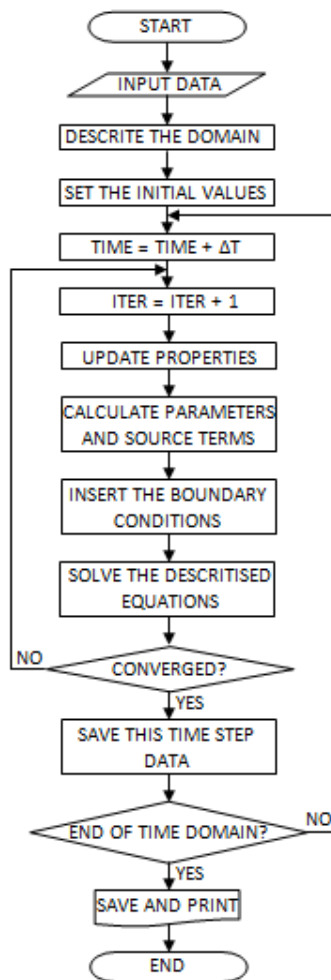 START
INPUT DATA
DESCRITE THE DOMAIN
SET THE INITIAL VALUES
TIME = TIME + ΔT
ITER = ITER + 1
UPDATE PROPERTIES
CALCULATE PARAMETERS
AND SOURCE TERMS
INSERT THE BOUNDARY
CONDITIONS
SOLVE THE DESCRITISED
EQUATIONS
NO
CONVERGED?
YES
SAVE THIS TIME STEP
DATA
NO
END OF TIME DOMAIN?
YES
SAVE AND PRINT
END